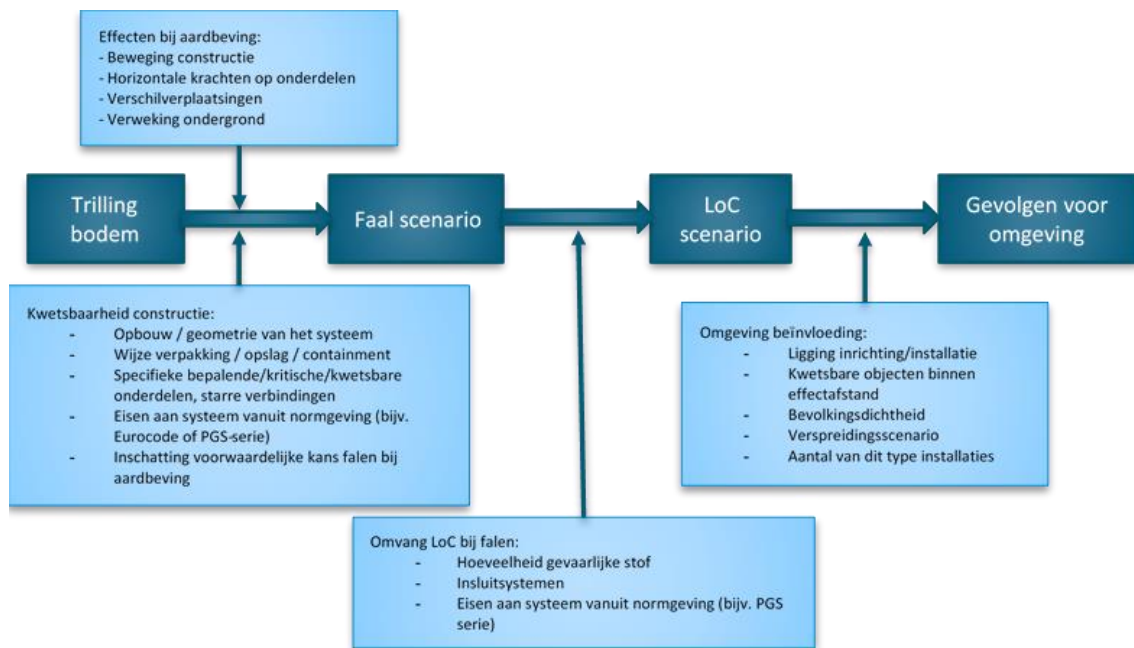 Effecten bij aardbeving:
- Beweging constructie
- Horizontale krachten op onderdelen
- Verschilverplaatsingen
- Verweking ondergrond
Trilling
bodem
Faal scenario
LoC
scenario
Gevolgen voor
omgeving
Kwetsbaarheid constructie:
- Opbouw / geometrie van het systeem
- Wijze verpakking / opslag / containment
- Specifieke bepalende/kritische/kwetsbare
onderdelen, starre verbindingen
- Eisen aan systeem vanuit normgeving (bijv.
Eurocode of PGS-serie)
- Inschatting voorwaardelijke kans falen bij
aardbeving
Omgeving beïnvloeding:
- Ligging inrichting/installatie
- Kwetsbare objecten binnen
effectafstand
- Bevolkingsdichtheid
- Verspreidingsscenario
- Aantal van dit type installaties
Omvang LoC bij falen:
- Hoeveelheid gevaarlijke stof
- Insluitsystemen
- Eisen aan systeem vanuit normgeving (bijv. PGS
serie)